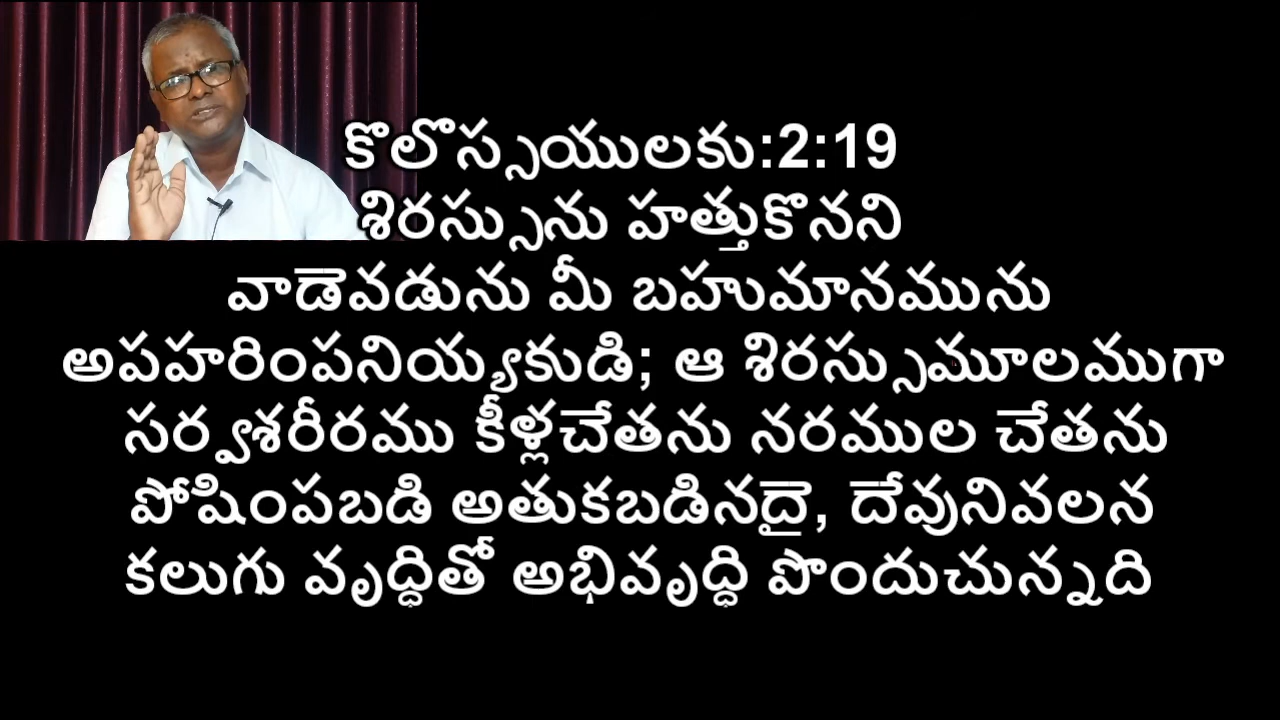 కొలొస్సయులకు:2:19
శిరస్సును హత్తుకొనని
వాడెవడును మీ బహుమానమును
అపహరింపనియ్యకుడి; ఆ శిరస్సుమూలముగా
సర్వశరీరము కీళ్లచేతను నరముల చేతను
పోషింపబడి అతుకబడినదై, దేవునివలన
కలుగు వృద్ధితో అభివృద్ధి పొందుచున్నది